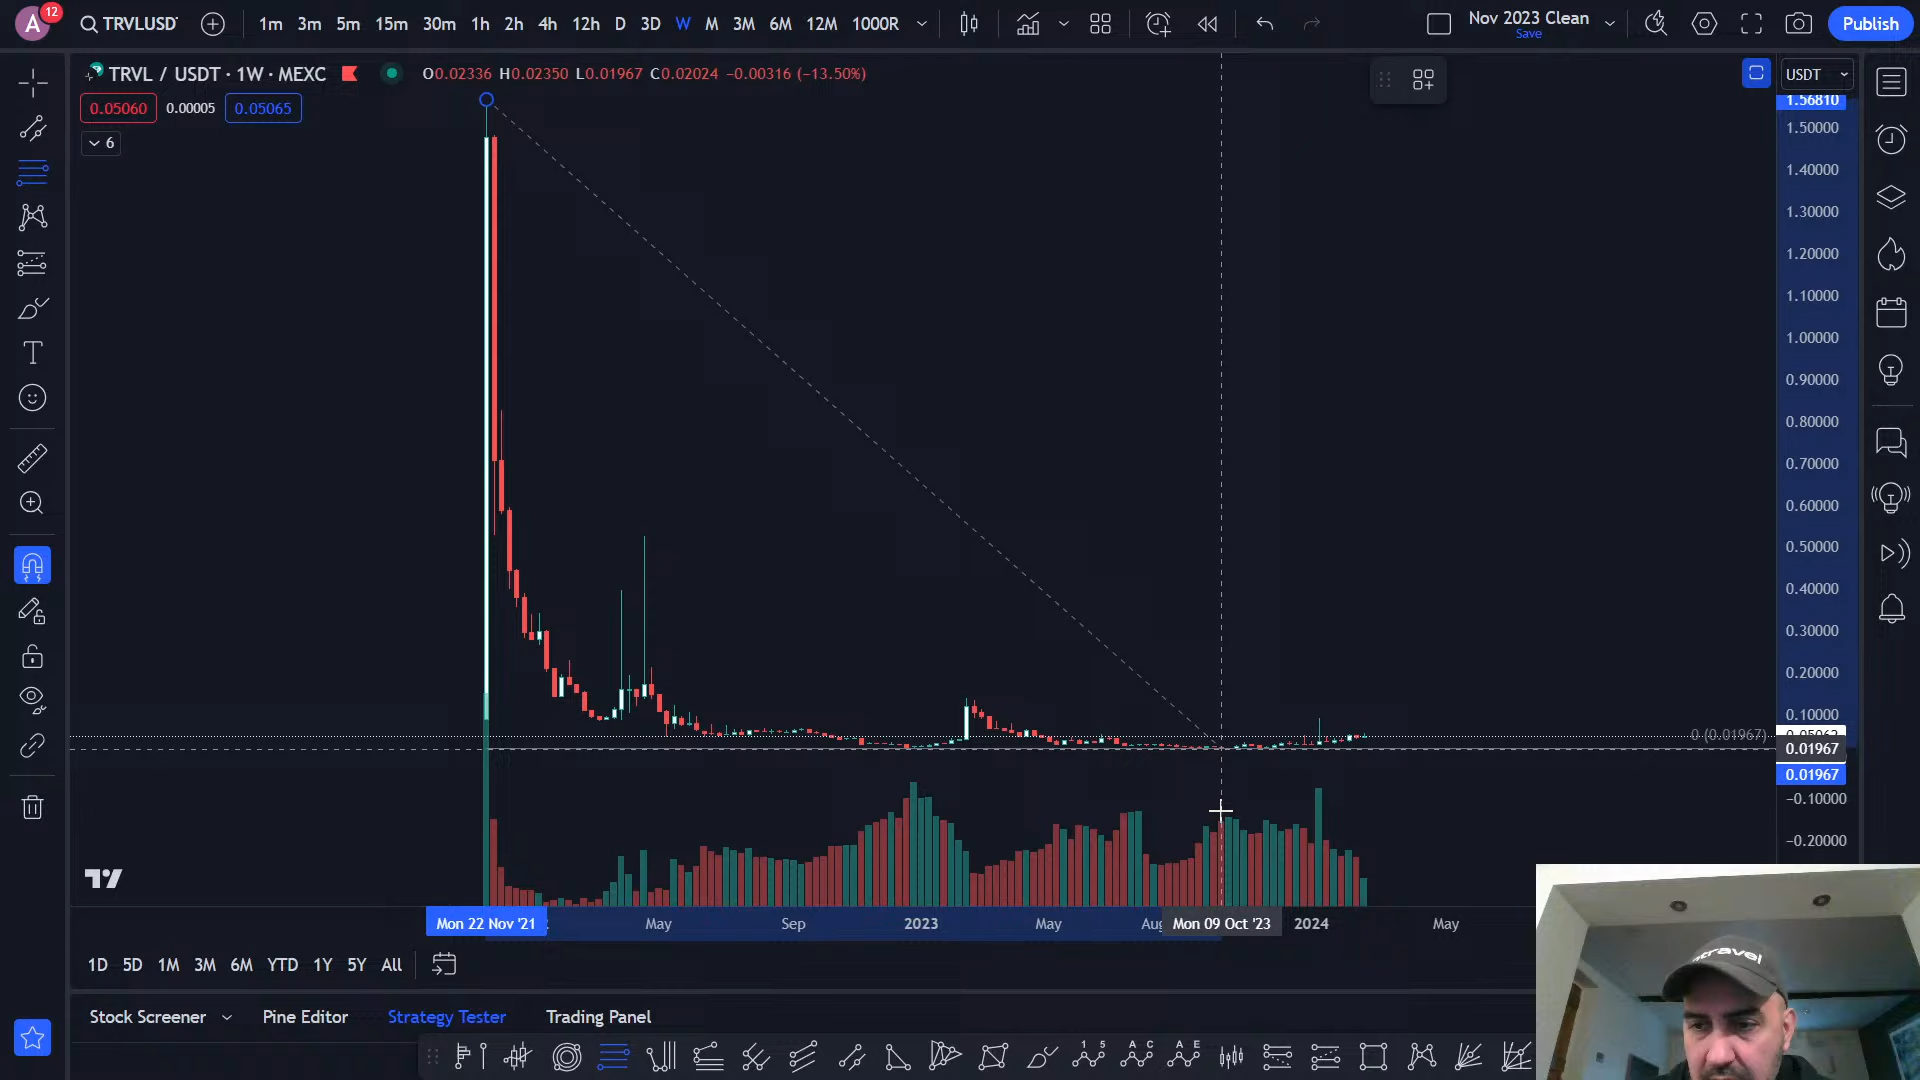 A
12
TRVLUSDT
1m 3m 5m 15m 30m 1h 2h 4h 12h D 3D W M 3M 6M 12M 1000R
Nov 2023 Clean
Save
Publish
TRVL / USDT · 1W · MEXC
O0.02336 H0.02350 L0.01967 C0.02024 −0.00316 (−13.50%)
0.05060 0.00005 0.05065
6
USDT
1.56810
1.50000
1.40000
1.30000
1.20000
1.10000
1.00000
0.90000
0.80000
0.70000
0.60000
0.50000
0.40000
0.30000
0.20000
0.10000
0 (0.01967)
0.01967
0.01967
−0.10000
−0.20000
Mon 22 Nov '21 May Sep 2023 May Aug Mon 09 Oct '23 2024 May
1D 5D 1M 3M 6M YTD 1Y 5Y All
Stock Screener Pine Editor Strategy Tester Trading Panel
1 5
A C
A E